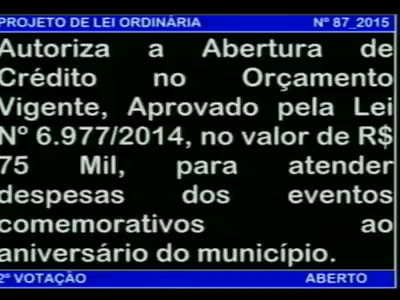 PROJETO DE LEI ORDINÁRIA Nº 87_2015
Autoriza a Abertura de
Crédito no Orçamento
Vigente, Aprovado pela Lei
Nº 6.977/2014, no valor de R$
75 Mil, para atender
despesas dos eventos
comemorativos ao
aniversário do município.
2º VOTAÇÃO ABERTO